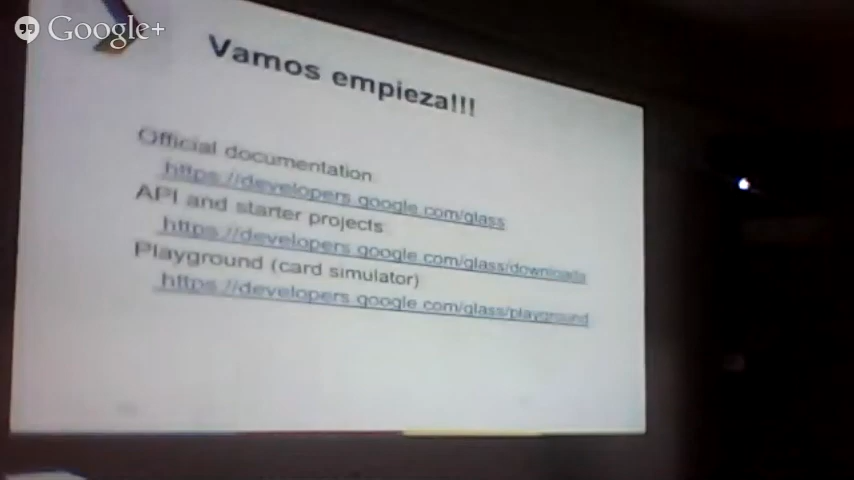 Google+
Vamos empieza!!!
Official documentation
https://developers.google.com/glass
API and starter projects
https://developers.google.com/glass/downloads
Playground (card simulator)
https://developers.google.com/glass/playground